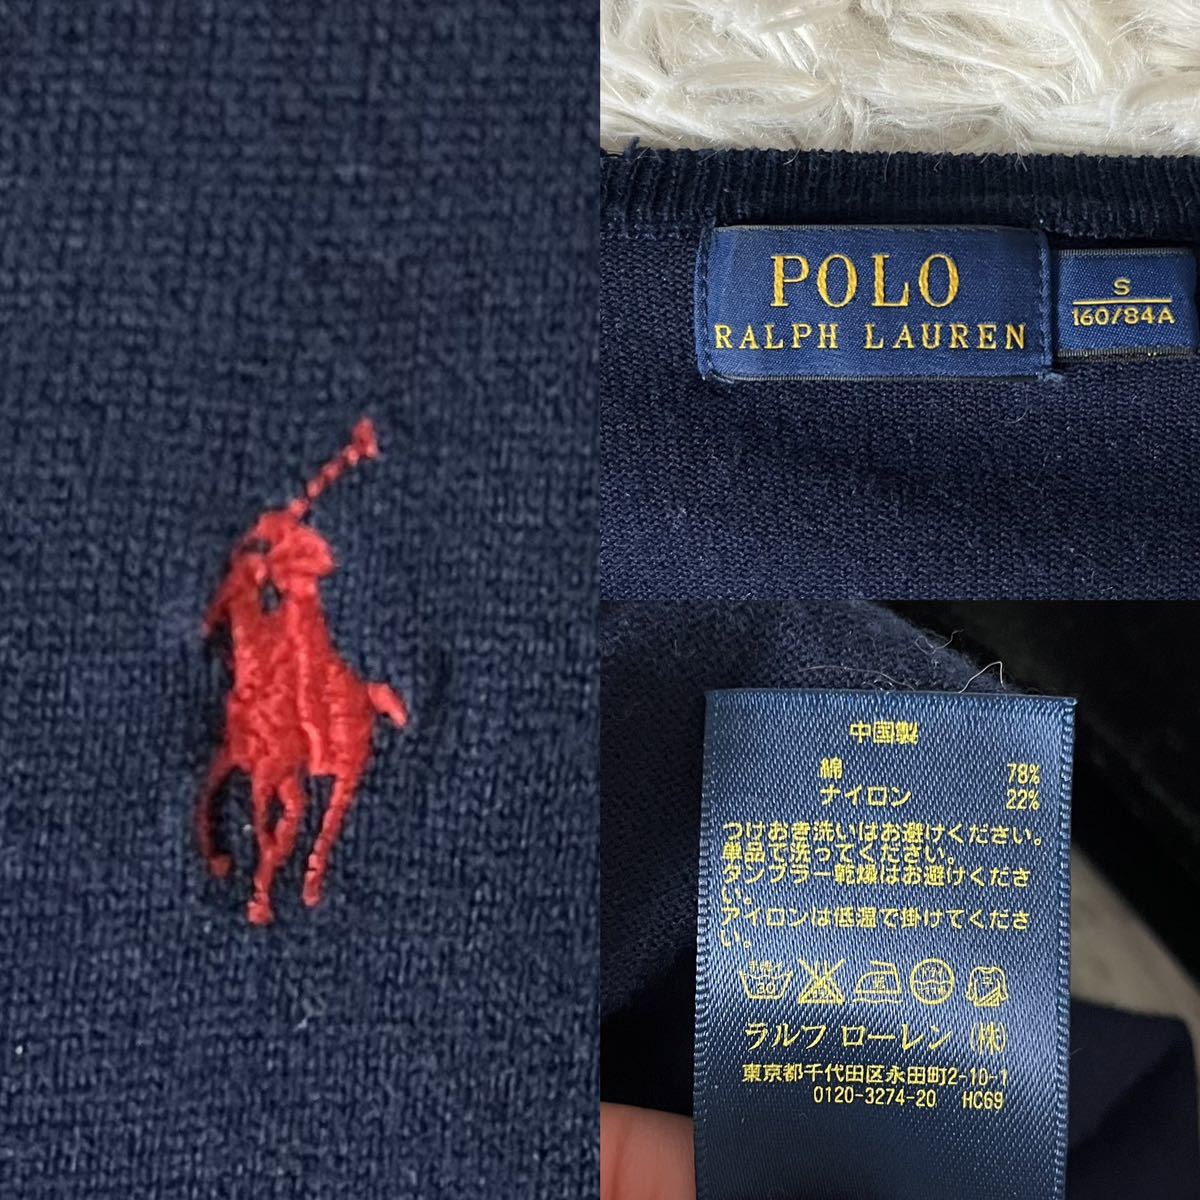 POLO
RALPH LAUREN
S
160/84A
中国製
綿 78%
ナイロン 22%
つけおき洗いはお避けください。
単品で洗ってください。
タンブラー乾燥はお避けくださ
い。
アイロンは低温で掛けてくださ
い。
30
ラルフ ローレン (株)
東京都千代田区永田町2-10-1
0120-3274-20 HC69